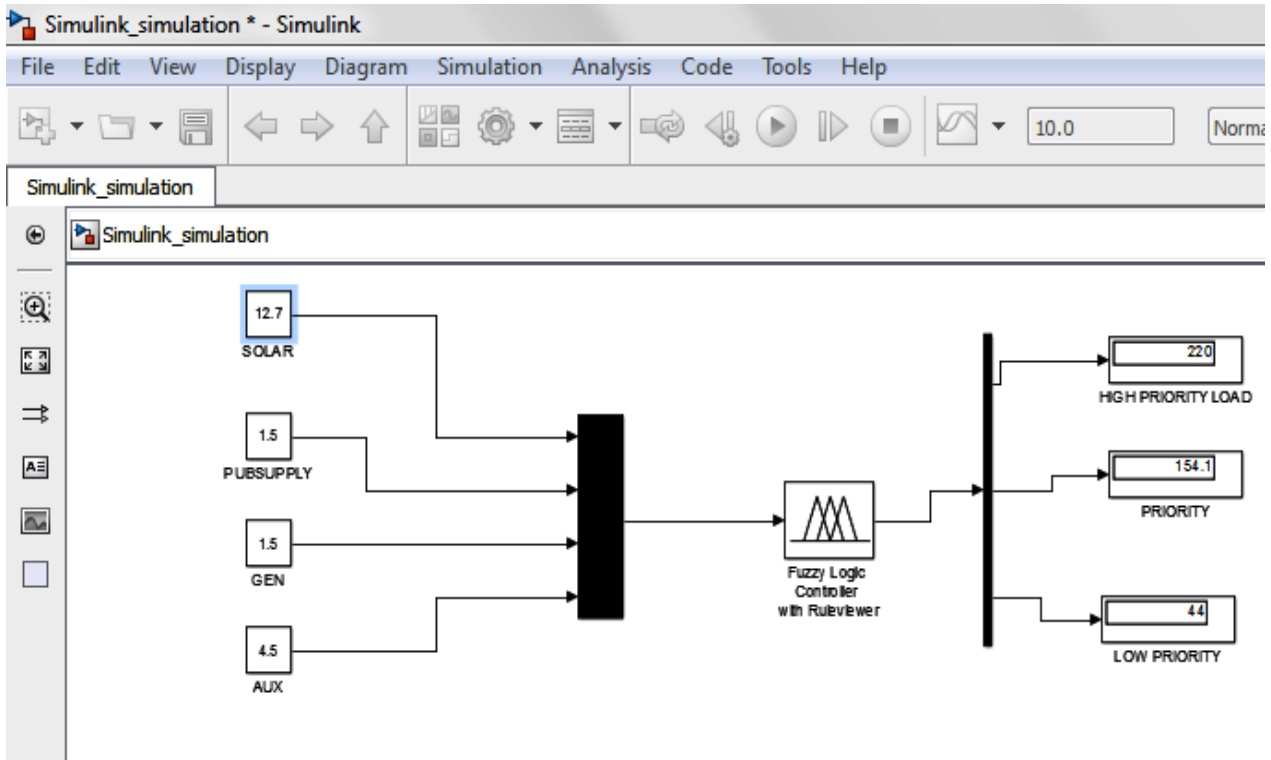 Simulink_simulation * - Simulink
File Edit View Display Diagram Simulation Analysis Code Tools Help
10.0 Norma
Simulink_simulation
Simulink_simulation
12.7
SOLAR
1.5
PUBSUPPLY
1.5
GEN
4.5
AUX
Fuzzy Logic
Controller
with Ruleviewer
220
HIGH PRIORITY LOAD
154.1
PRIORITY
44
LOW PRIORITY